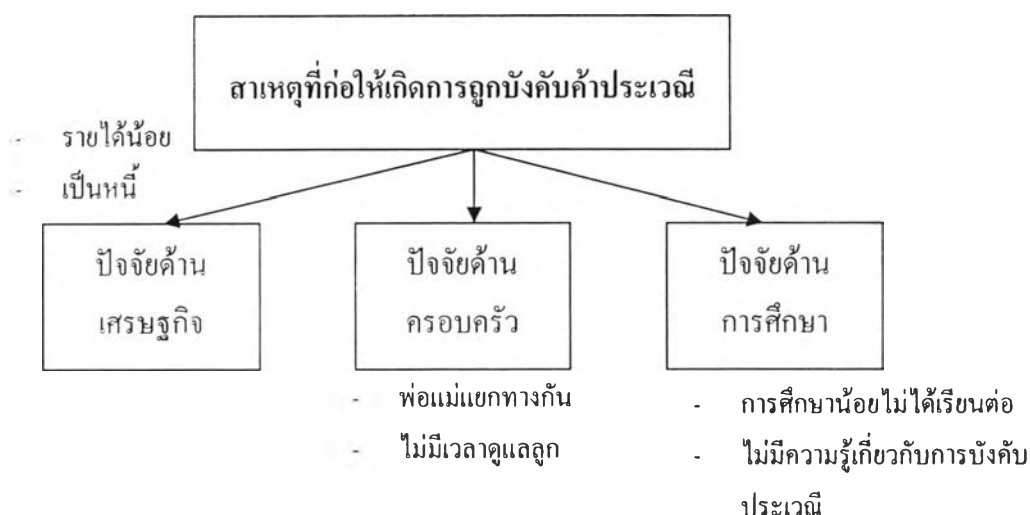 สาเหตุที่ก่อให้เกิดการถูกบังคับค้าประเวณี
- รายได้น้อย
- เป็นหนี้
ปัจจัยด้าน
เศรษฐกิจ
ปัจจัยด้าน
ครอบครัว
ปัจจัยด้าน
การศึกษา
- พ่อแม่แยกทางกัน
- ไม่มีเวลาดูแลลูก
- การศึกษาน้อยไม่ได้เรียนต่อ
- ไม่มีความรู้เกี่ยวกับการบังคับ
ประเวณี